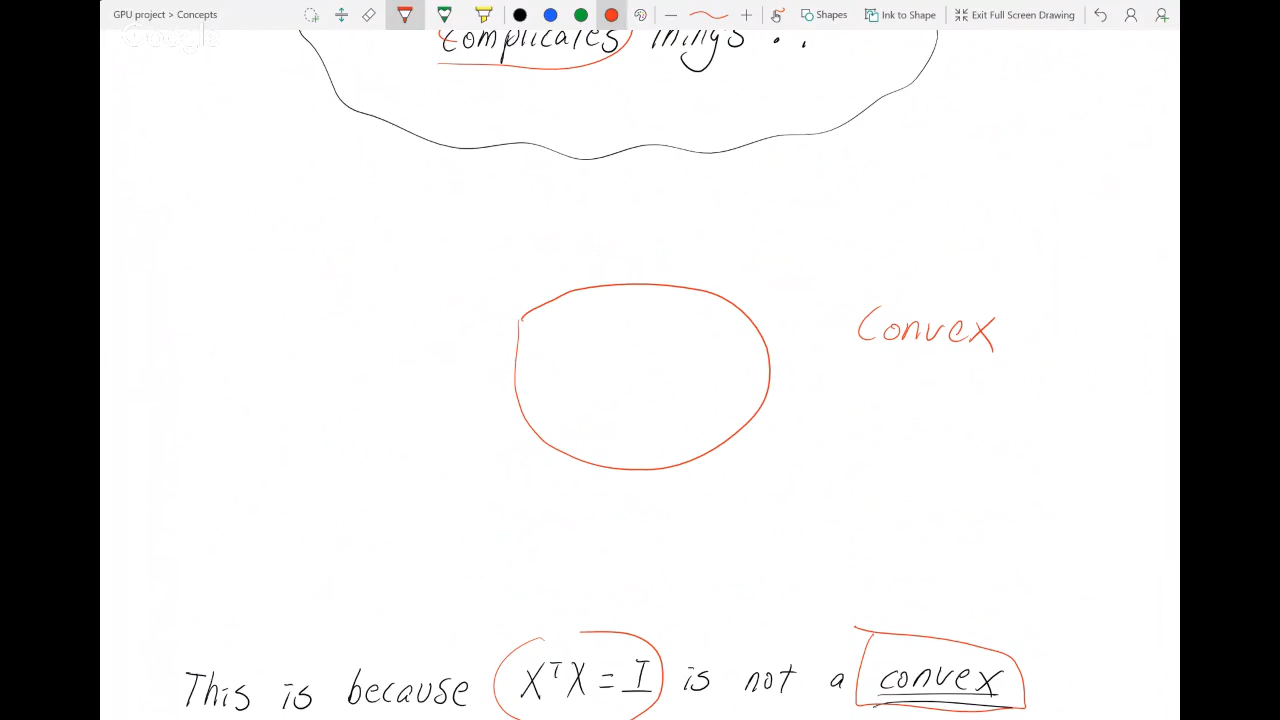 GPU project > Concepts
Shapes
Ink to Shape
Exit Full Screen Drawing
Google
complicates things ..
Convex
This is because XᵀX = I is not a convex